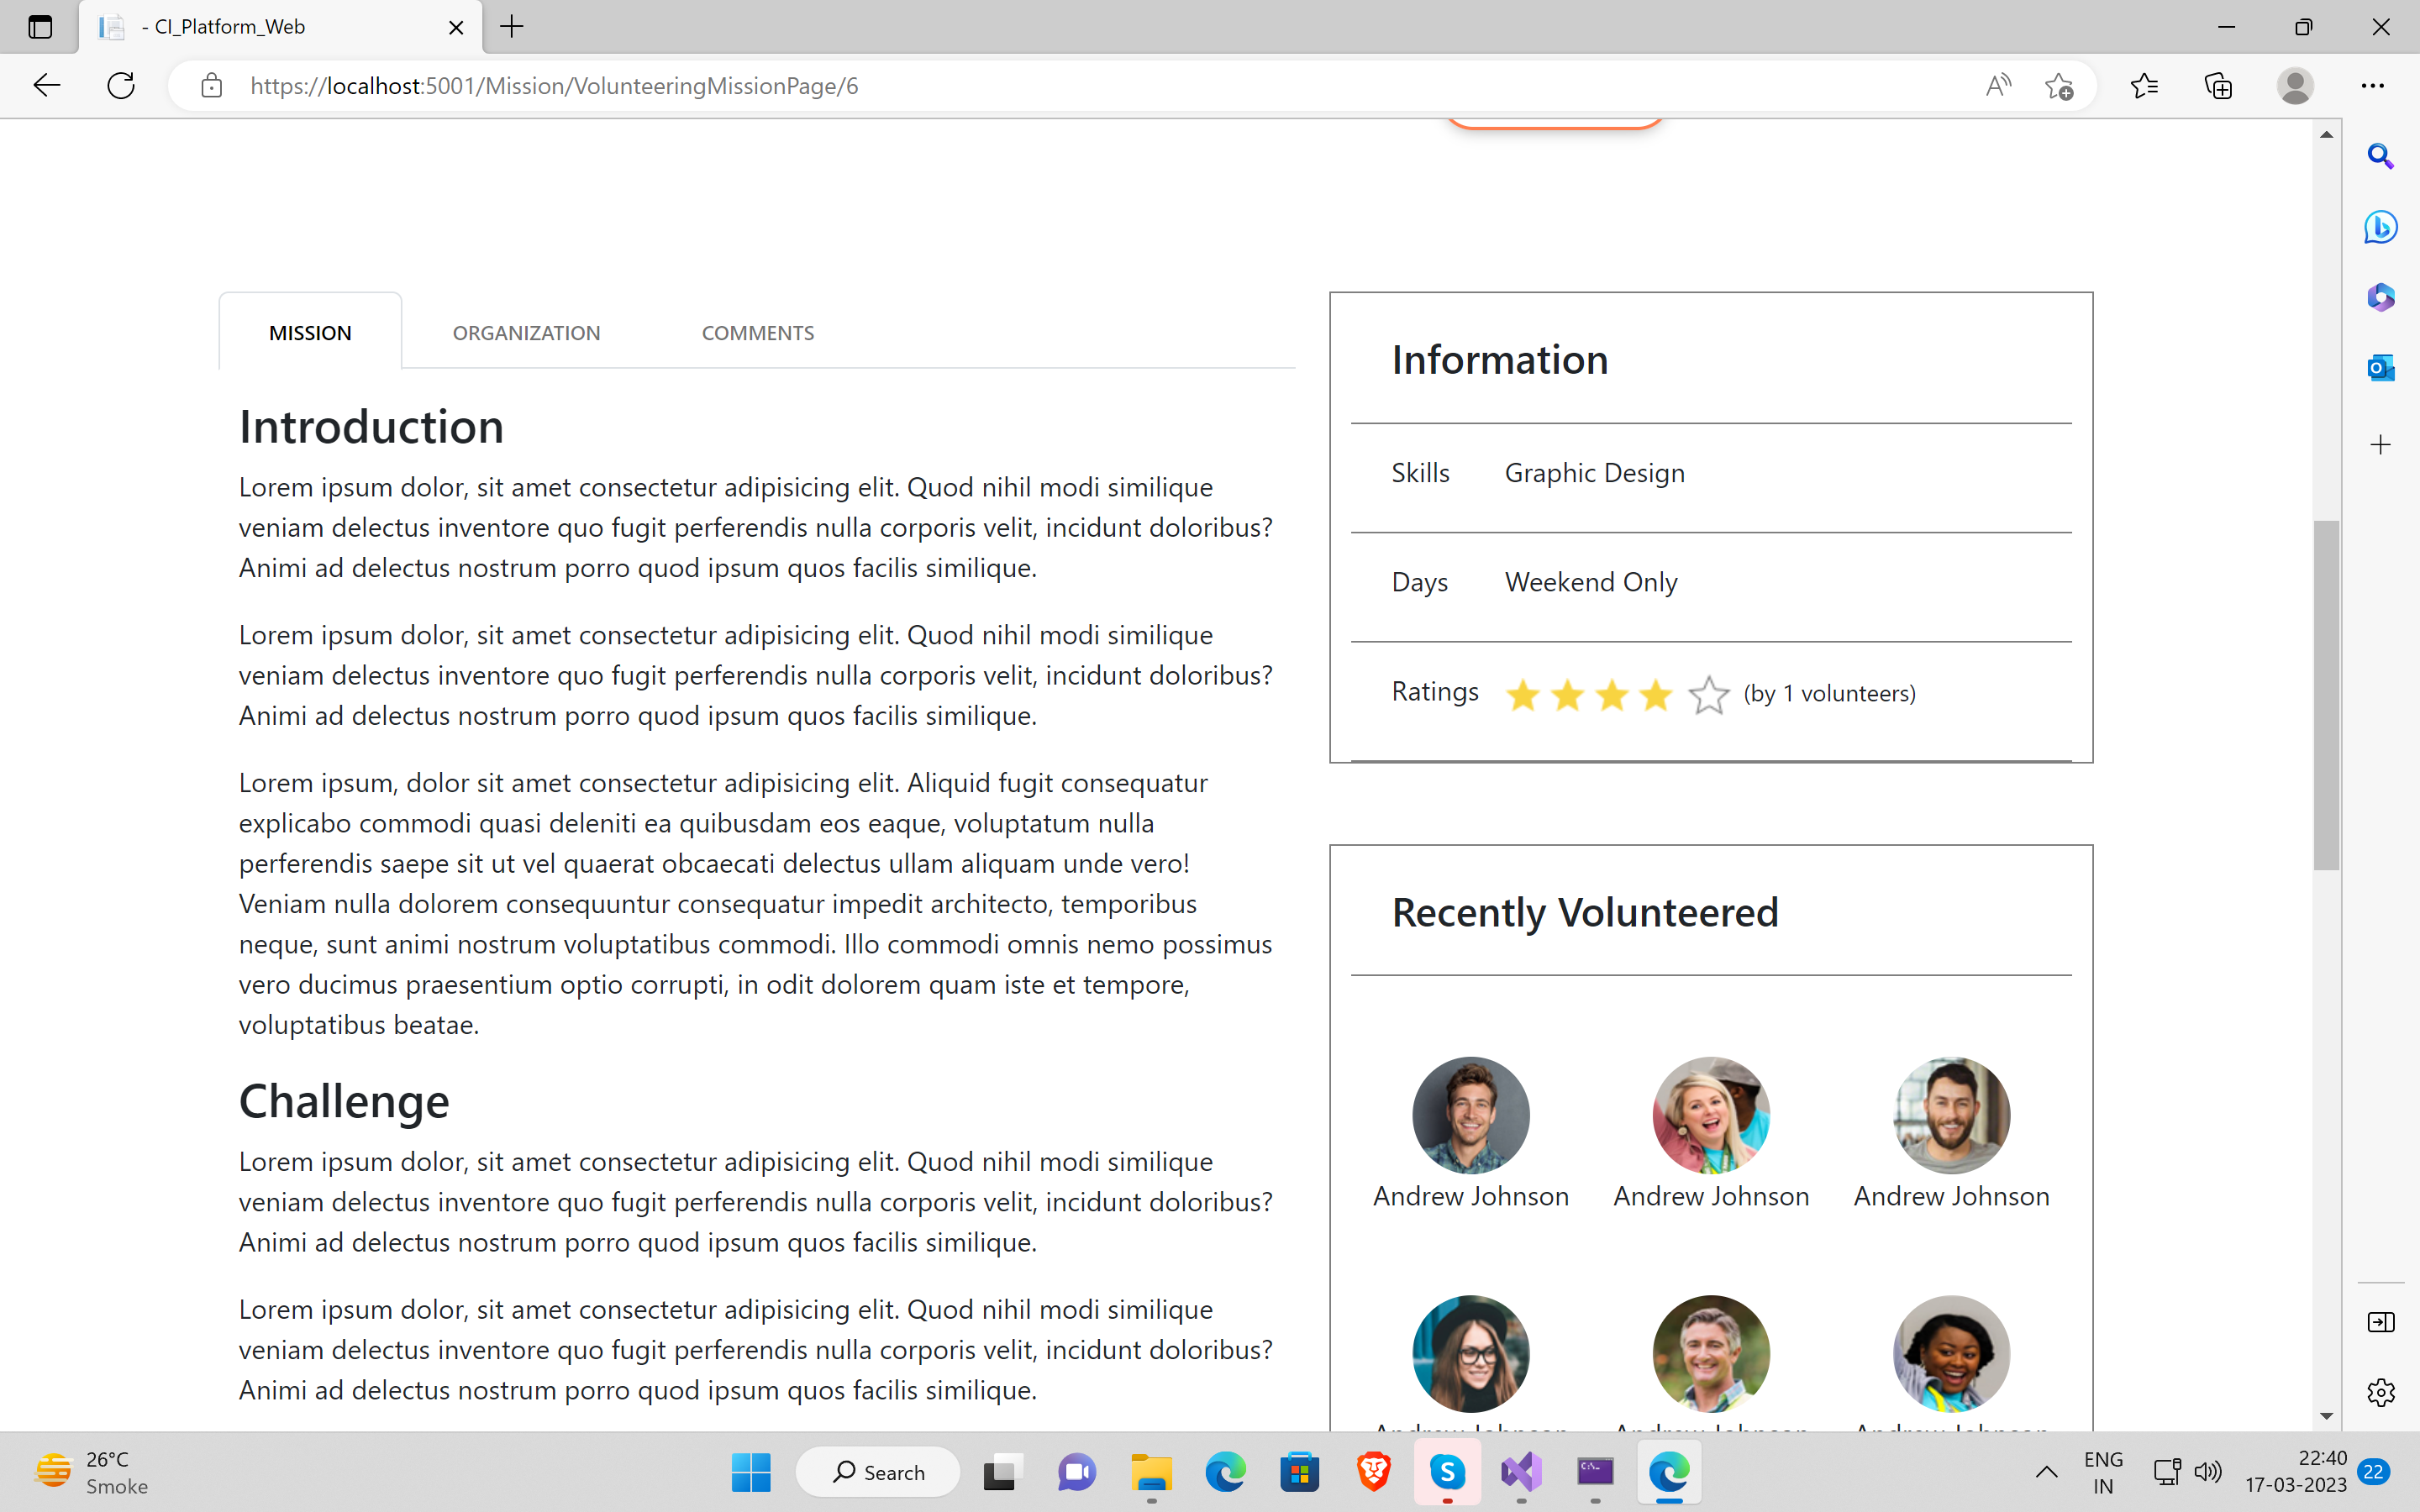 - CI_Platform_Web
https://localhost:5001/Mission/VolunteeringMissionPage/6
MISSION
ORGANIZATION
COMMENTS
Introduction
Lorem ipsum dolor, sit amet consectetur adipisicing elit. Quod nihil modi similique
veniam delectus inventore quo fugit perferendis nulla corporis velit, incidunt doloribus?
Animi ad delectus nostrum porro quod ipsum quos facilis similique.
Lorem ipsum dolor, sit amet consectetur adipisicing elit. Quod nihil modi similique
veniam delectus inventore quo fugit perferendis nulla corporis velit, incidunt doloribus?
Animi ad delectus nostrum porro quod ipsum quos facilis similique.
Lorem ipsum, dolor sit amet consectetur adipisicing elit. Aliquid fugit consequatur
explicabo commodi quasi deleniti ea quibusdam eos eaque, voluptatum nulla
perferendis saepe sit ut vel quaerat obcaecati delectus ullam aliquam unde vero!
Veniam nulla dolorem consequuntur consequatur impedit architecto, temporibus
neque, sunt animi nostrum voluptatibus commodi. Illo commodi omnis nemo possimus
vero ducimus praesentium optio corrupti, in odit dolorem quam iste et tempore,
voluptatibus beatae.
Challenge
Lorem ipsum dolor, sit amet consectetur adipisicing elit. Quod nihil modi similique
veniam delectus inventore quo fugit perferendis nulla corporis velit, incidunt doloribus?
Animi ad delectus nostrum porro quod ipsum quos facilis similique.
Lorem ipsum dolor, sit amet consectetur adipisicing elit. Quod nihil modi similique
veniam delectus inventore quo fugit perferendis nulla corporis velit, incidunt doloribus?
Animi ad delectus nostrum porro quod ipsum quos facilis similique.
Information
Skills Graphic Design
Days Weekend Only
Ratings (by 1 volunteers)
Recently Volunteered
Andrew Johnson Andrew Johnson Andrew Johnson
Andrew Johnson Andrew Johnson Andrew Johnson
26°C
Smoke
Search
ENG
IN
22:40
17-03-2023
22